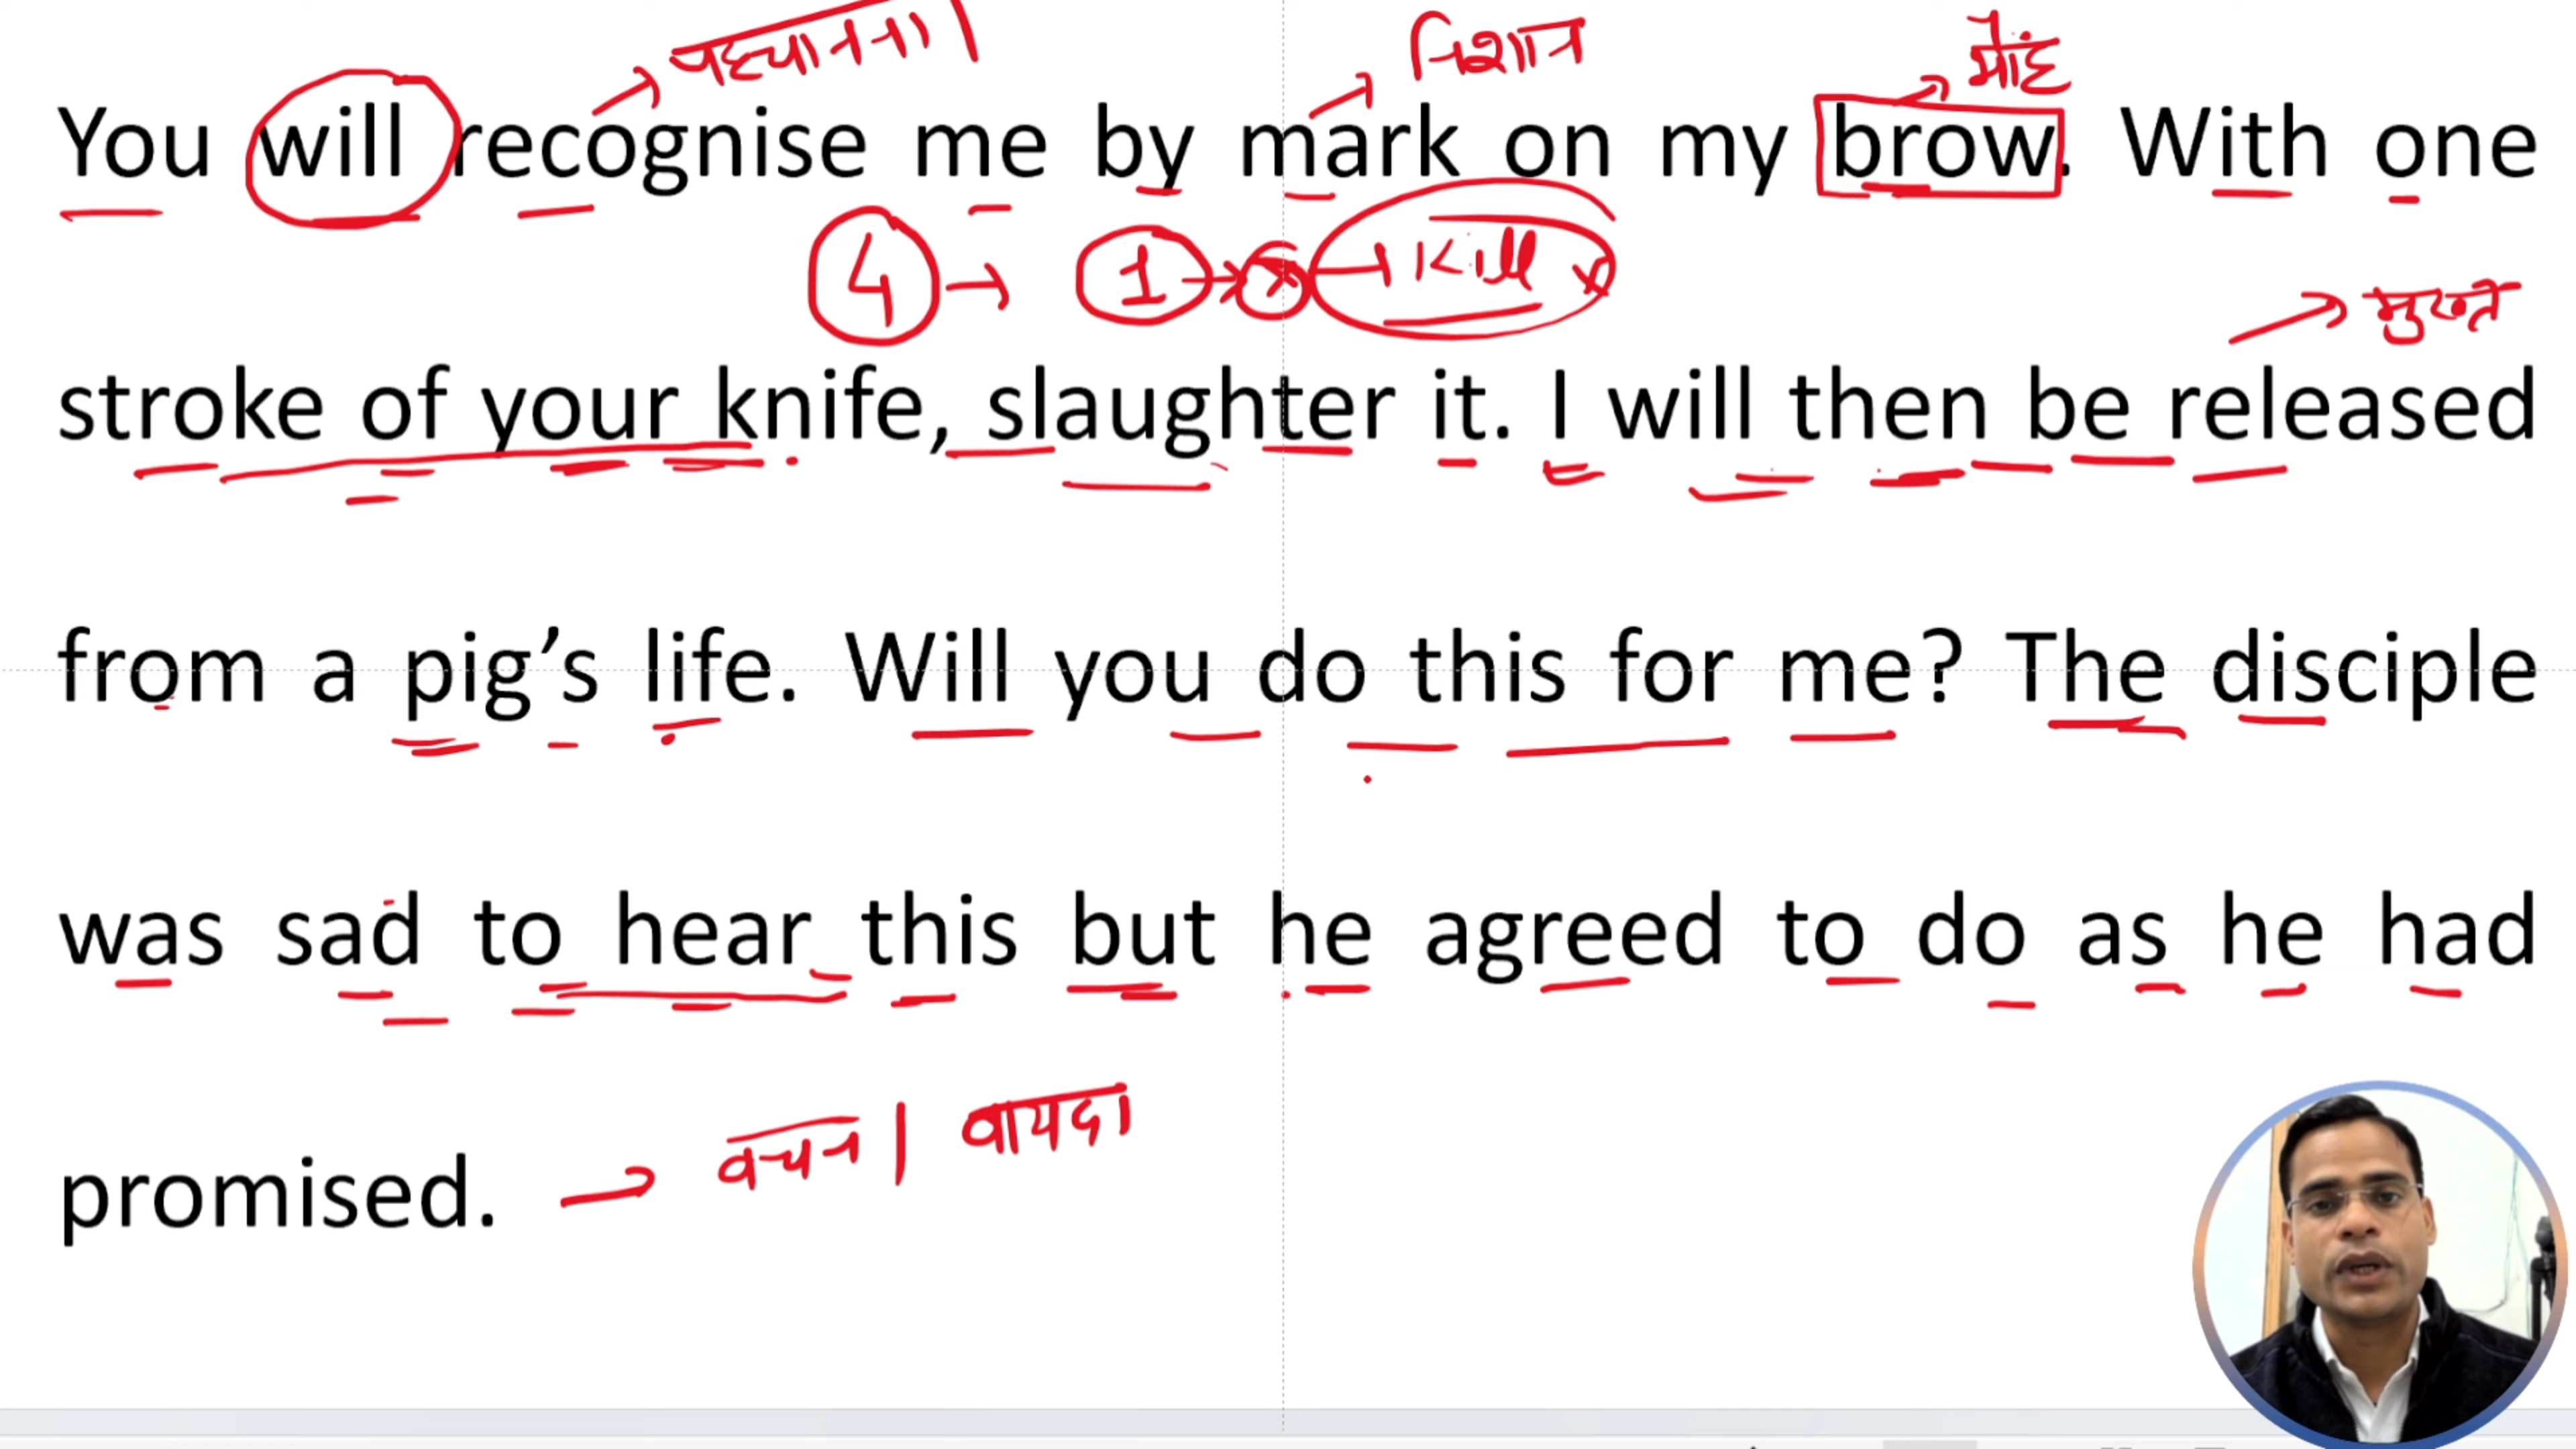 पहचानना
निशान
भौंह
You will recognise me by mark on my brow. With one
4 → 1 → Kill
मुक्त
stroke of your knife, slaughter it. I will then be released
from a pig’s life. Will you do this for me? The disciple
was sad to hear this but he agreed to do as he had
promised. → वचन | वायदा